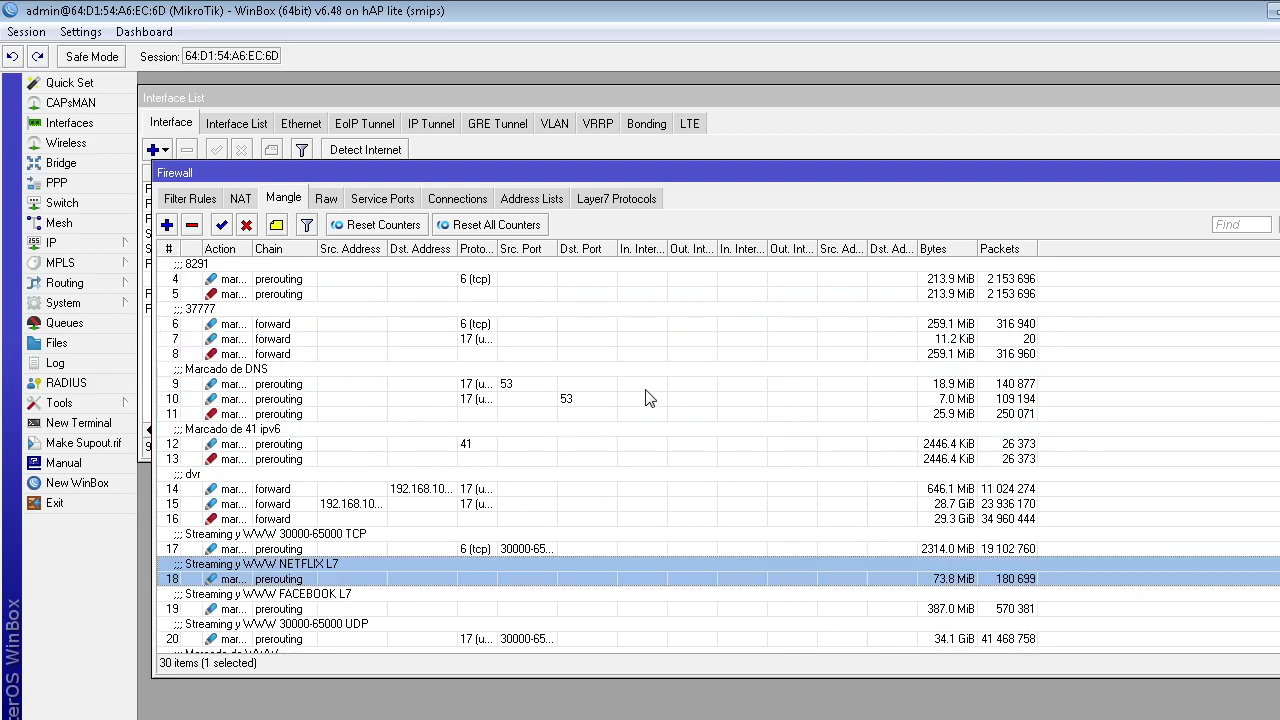 admin@64:D1:54:A6:EC:6D (MikroTik) - WinBox (64bit) v6.48 on hAP lite (smips)
Session Settings Dashboard
Safe Mode Session: 64:D1:54:A6:EC:6D
Quick Set
CAPsMAN
Interfaces
Wireless
Bridge
PPP
Switch
Mesh
IP
MPLS
Routing
System
Queues
Files
Log
RADIUS
Tools
New Terminal
Make Supout.rif
Manual
New WinBox
Exit
terOS WinBox
Interface List
Interface Interface List Ethernet EoIP Tunnel IP Tunnel GRE Tunnel VLAN VRRP Bonding LTE
Detect Internet
Firewall
Filter Rules NAT Mangle Raw Service Ports Connections Address Lists Layer7 Protocols
Reset Counters Reset All Counters Find
# Action Chain Src. Address Dst. Address Proto... Src. Port Dst. Port In. Inter... Out. Int... In. Inter... Out. Int... Src. Ad... Dst. Ad... Bytes Packets
;;; 8291
4 mar... prerouting 6 (tcp) 213.9 MiB 2 153 696
5 mar... prerouting 213.9 MiB 2 153 696
;;; 37777
6 mar... forward 6 (tcp) 259.1 MiB 316 940
7 mar... forward 17 (u... 11.2 KiB 20
8 mar... forward 259.1 MiB 316 960
;;; Marcado de DNS
9 mar... prerouting 17 (u... 53 18.9 MiB 140 877
10 mar... prerouting 17 (u... 53 7.0 MiB 109 194
11 mar... prerouting 25.9 MiB 250 071
;;; Marcado de 41 ipv6
12 mar... prerouting 41 2446.4 KiB 26 373
13 mar... prerouting 2446.4 KiB 26 373
;;; dvr
14 mar... forward 192.168.10... 17 (u... 646.1 MiB 11 024 274
15 mar... forward 192.168.10... 17 (u... 28.7 GiB 23 936 170
16 mar... forward 29.3 GiB 34 960 444
;;; Streaming y WWW 30000-65000 TCP
17 mar... prerouting 6 (tcp) 30000-65... 2314.0 MiB 19 102 760
;;; Streaming y WWW NETFLIX L7
18 mar... prerouting 73.8 MiB 180 699
;;; Streaming y WWW FACEBOOK L7
19 mar... prerouting 387.0 MiB 570 381
;;; Streaming y WWW 30000-65000 UDP
20 mar... prerouting 17 (u... 30000-65... 34.1 GiB 41 468 758
30 items (1 selected)